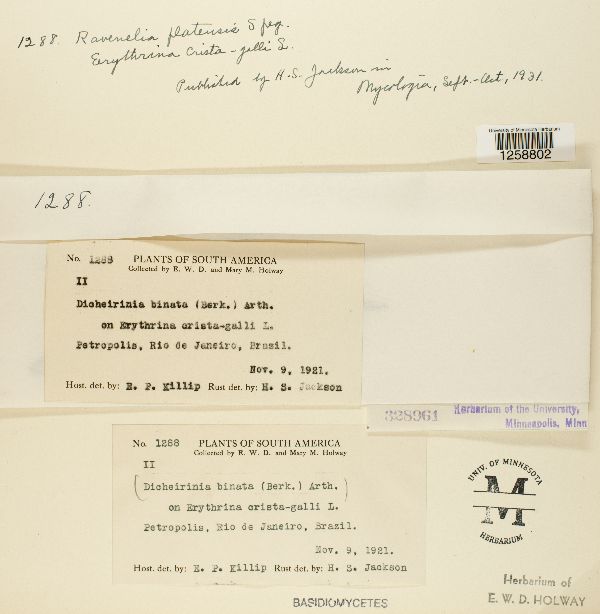 1288. Ravenelia platensis Speg.
Erythrina Crista-galli L.
Published by H. S. Jackson in
Mycologia, Sept.-Oct, 1931.
University of Minnesota Herbarium
1258802
1288.
No. 1288 PLANTS OF SOUTH AMERICA
Collected by E. W. D. and Mary M. Holway
II
Dicheirinia binata (Berk.) Arth.
on Erythrina crista-galli L.
Petropolis, Rio de Janeiro, Brazil.
Nov. 9, 1921.
Host. det. by: E. P. Killip Rust det. by: H. S. Jackson
328961 Herbarium of the University,
Minneapolis, Minn
No. 1288 PLANTS OF SOUTH AMERICA
Collected by E. W. D. and Mary M. Holway
II
(Dicheirinia binata (Berk.) Arth.)
on Erythrina crista-galli L.
Petropolis, Rio de Janeiro, Brazil.
Nov. 9, 1921.
Host. det. by: E. P. Killip Rust det. by: H. S. Jackson
UNIV. OF MINNESOTA
M
HERBARIUM
Herbarium of
E. W. D. HOLWAY
BASIDIOMYCETES